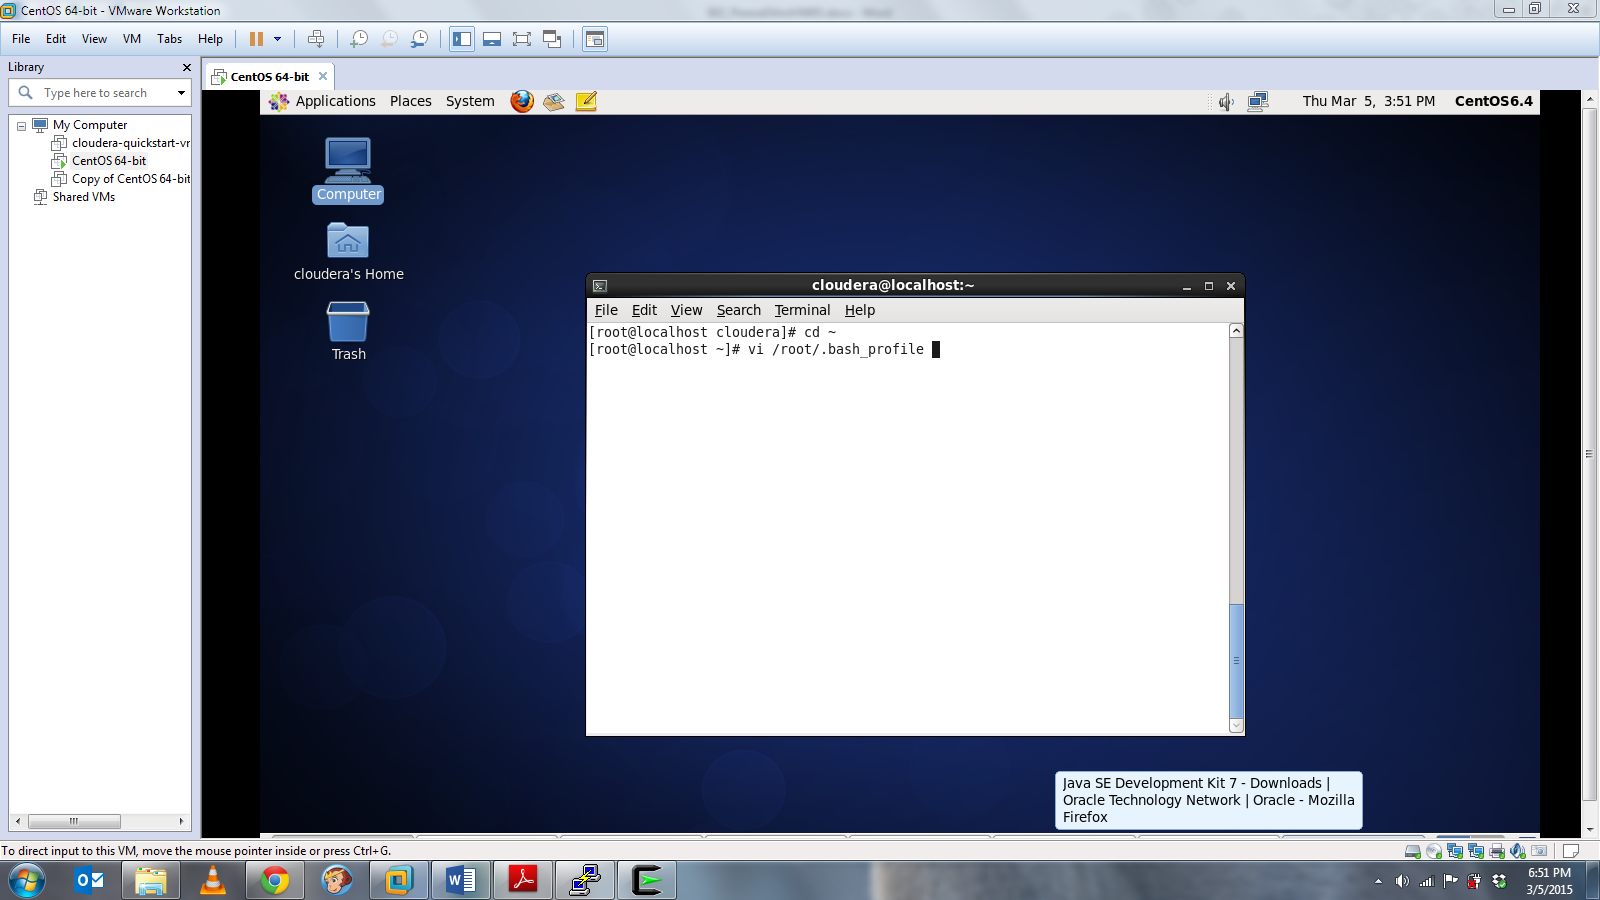 CentOS 64-bit - VMware Workstation
File Edit View VM Tabs Help
Library
Type here to search
My Computer
cloudera-quickstart-vr
CentOS 64-bit
Copy of CentOS 64-bit
Shared VMs
CentOS 64-bit
Applications Places System
Thu Mar 5, 3:51 PM CentOS6.4
Computer
cloudera's Home
Trash
cloudera@localhost:~
File Edit View Search Terminal Help
[root@localhost cloudera]# cd ~
[root@localhost ~]# vi /root/.bash_profile
Java SE Development Kit 7 - Downloads |
Oracle Technology Network | Oracle - Mozilla
Firefox
To direct input to this VM, move the mouse pointer inside or press Ctrl+G.
6:51 PM
3/5/2015